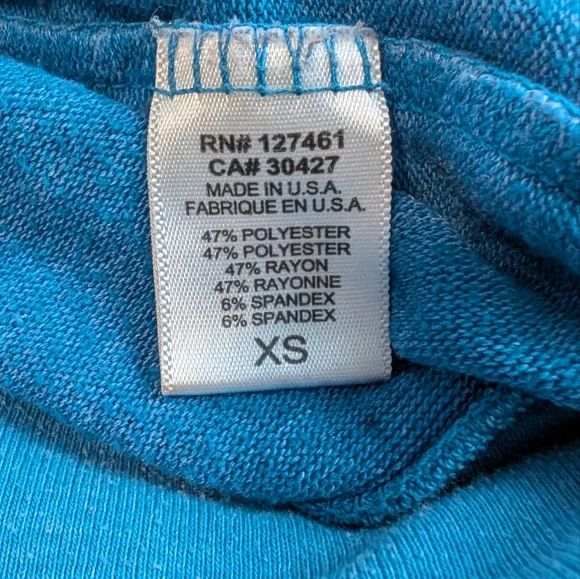 RN# 127461
CA# 30427
MADE IN U.S.A.
FABRIQUE EN U.S.A.
47% POLYESTER
47% POLYESTER
47% RAYON
47% RAYONNE
6% SPANDEX
6% SPANDEX
XS